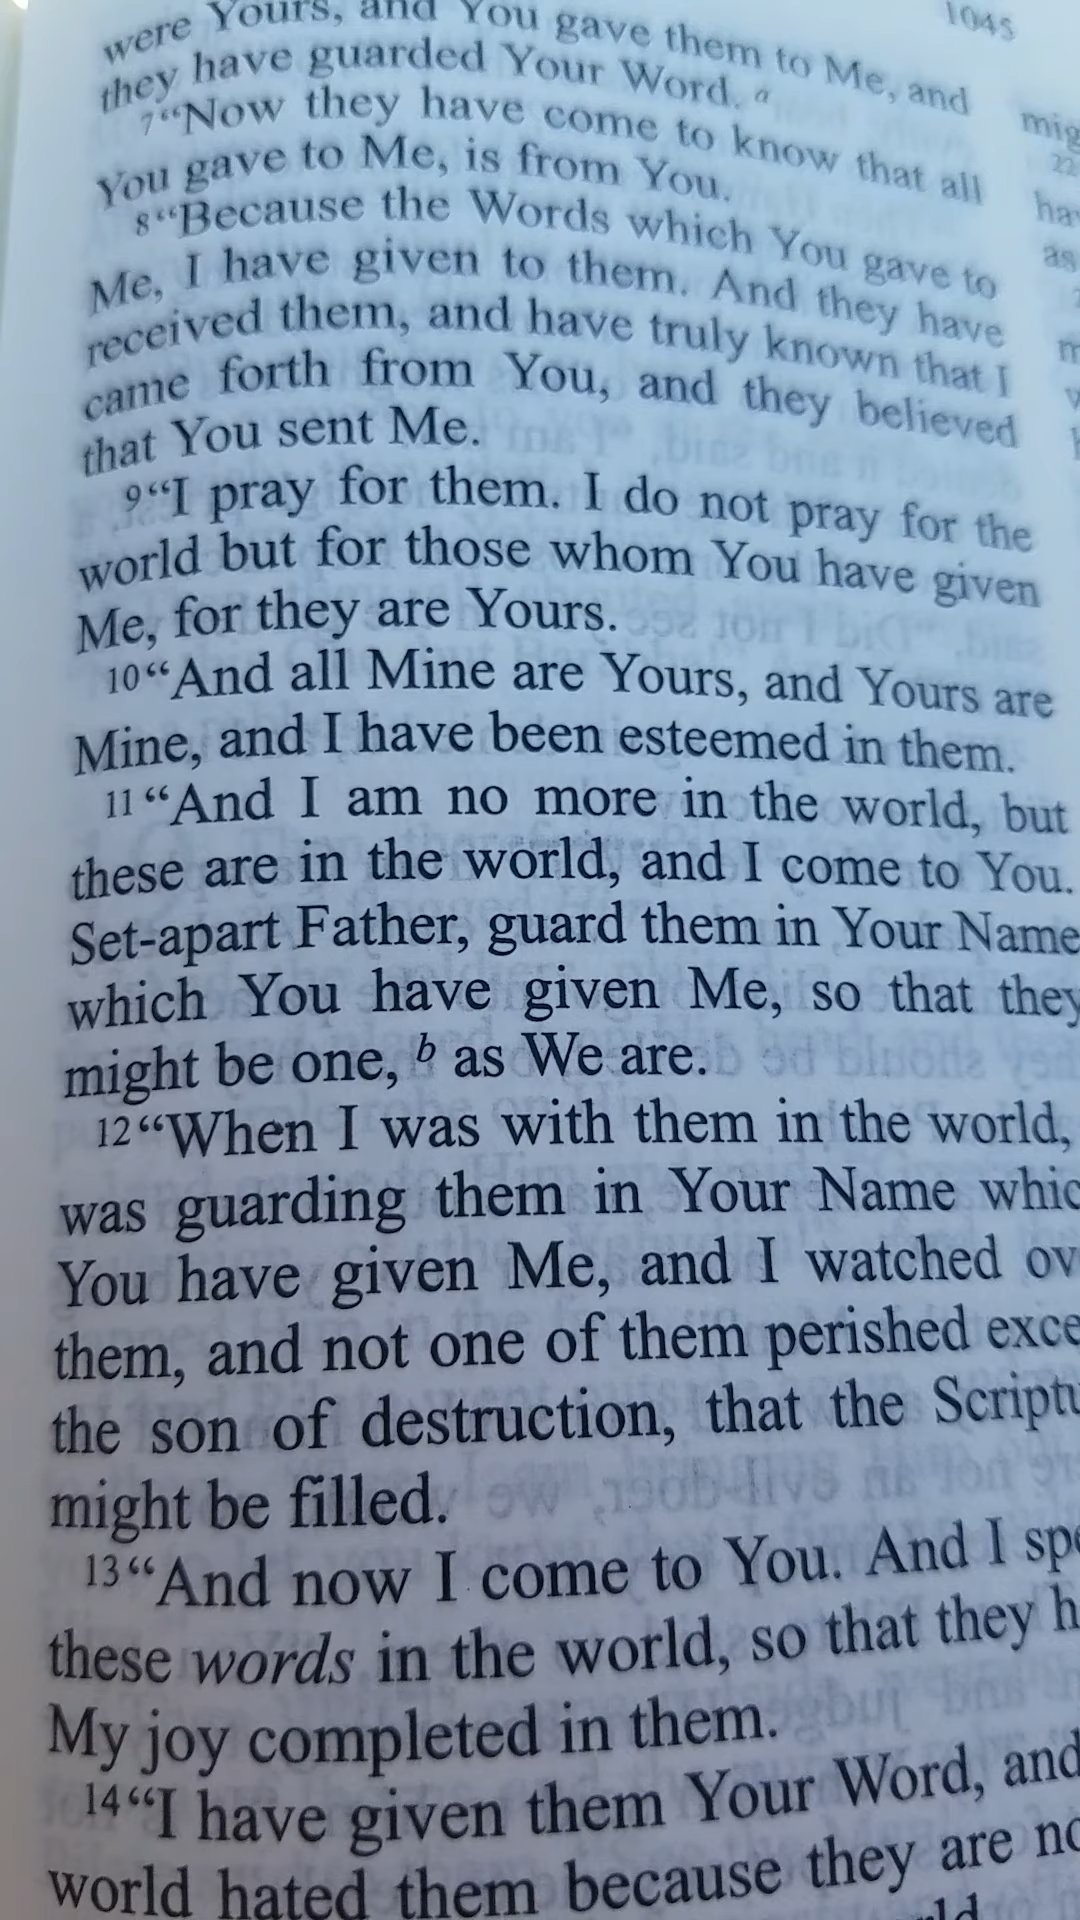 1045
were Yours, and You gave them to Me, and
they have guarded Your Word. a
7“Now they have come to know that all
You gave to Me, is from You.
8“Because the Words which You gave to
Me, I have given to them. And they have
received them, and have truly known that I
came forth from You, and they believed
that You sent Me.
9“I pray for them. I do not pray for the
world but for those whom You have given
Me, for they are Yours.
10“And all Mine are Yours, and Yours are
Mine, and I have been esteemed in them.
11“And I am no more in the world, but
these are in the world, and I come to You.
Set-apart Father, guard them in Your Name
which You have given Me, so that they
might be one, b as We are.
12“When I was with them in the world,
was guarding them in Your Name whic
You have given Me, and I watched ov
them, and not one of them perished exce
the son of destruction, that the Scriptu
might be filled.
13“And now I come to You. And I spe
these words in the world, so that they h
My joy completed in them.
14“I have given them Your Word, and
world hated them because they are no
mig
22
hav
as